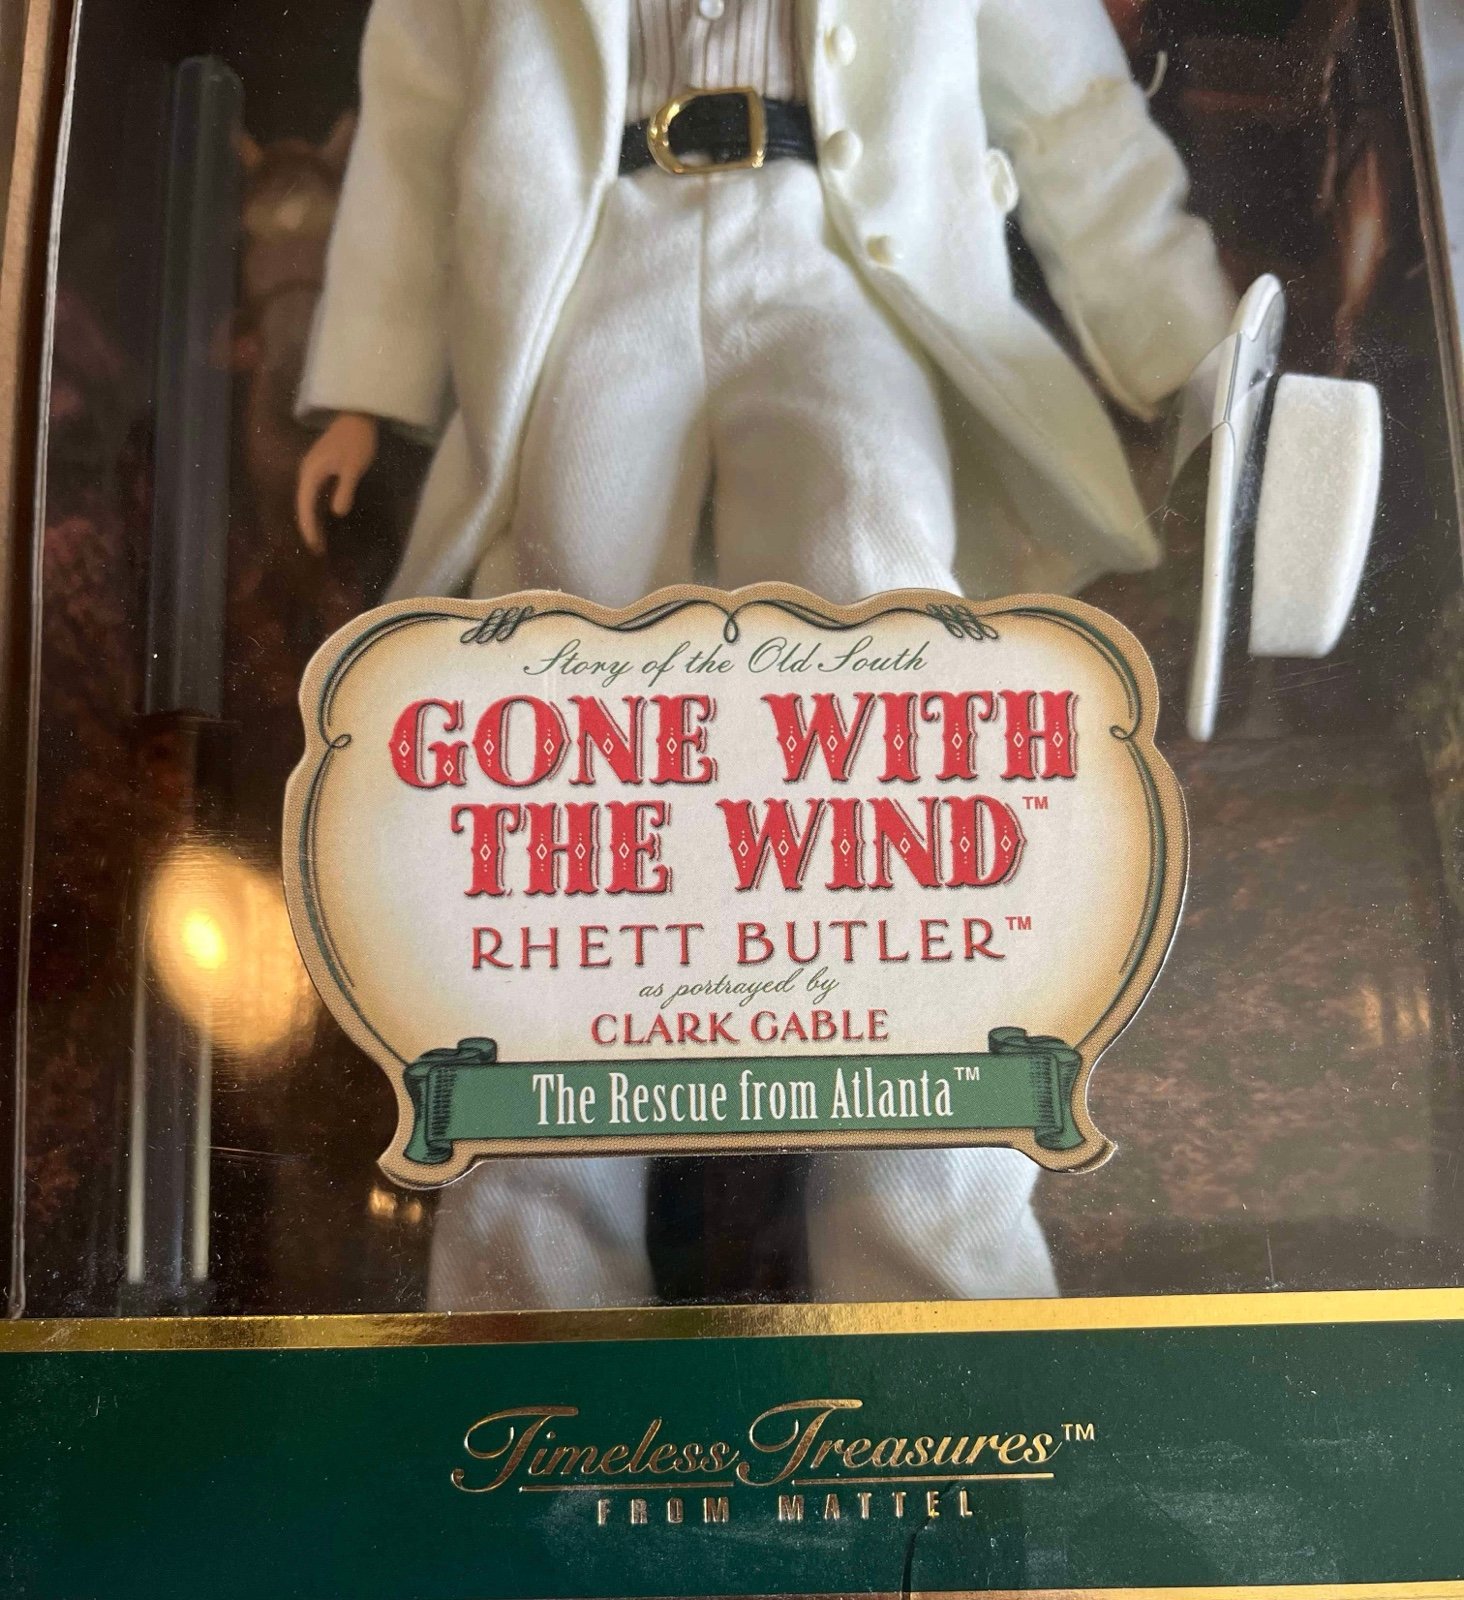 Story of the Old South
GONE WITH
THE WIND™
RHETT BUTLER™
as portrayed by
CLARK GABLE
The Rescue from Atlanta™
Timeless Treasures™
FROM MATTEL